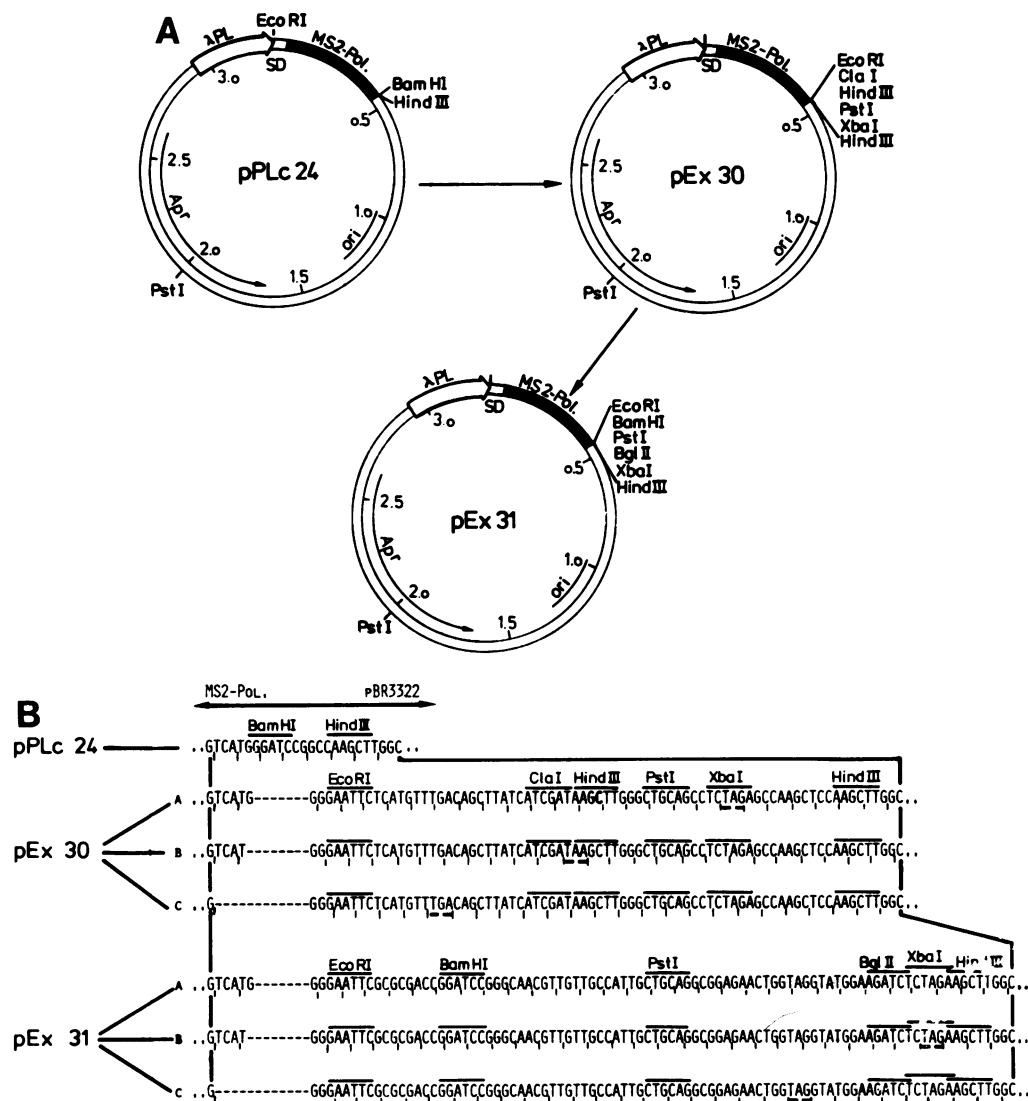 A
EcoRI
λPL
MS2-Pol.
SD
3.0
BamHI
HindIII
0.5
2.5
pPLc 24
Apr
1.0
ori
2.0
1.5
PstI
λPL
MS2-Pol.
SD
3.0
EcoRI
ClaI
HindIII
PstI
XbaI
HindIII
0.5
2.5
pEx 30
Apr
1.0
ori
2.0
1.5
PstI
λPL
MS2-Pol.
SD
3.0
EcoRI
BamHI
PstI
BglII
XbaI
HindIII
0.5
2.5
pEx 31
Apr
1.0
ori
2.0
1.5
PstI
B
MS2-POL. pBR3322
BamHI HindIII
pPLc 24 ..GTCATGGGATCCGGCCAAGCTTGGC..
EcoRI ClaI HindIII PstI XbaI HindIII
A ..GTCATG-------GGGAATTCTCATGTTTGACAGCTTATCATCGATAAGCTTGGGCTGCAGCCTCTAGAGCCAAGCTCCAAGCTTGGC..
pEx 30 B ..GTCAT--------GGGAATTCTCATGTTTGACAGCTTATCATCGATAAGCTTGGGCTGCAGCCTCTAGAGCCAAGCTCCAAGCTTGGC..
C ..G------------GGGAATTCTCATGTTTGACAGCTTATCATCGATAAGCTTGGGCTGCAGCCTCTAGAGCCAAGCTCCAAGCTTGGC..
EcoRI BamHI PstI BglII XbaI Hin III
A ..GTCATG-------GGGAATTCGCGCGACCGGATCCGGGCAACGTTGTTGCCATTGCTGCAGGCGGAGAACTGGTAGGTATGGAAGATCTCTAGAAGCTTGGC..
pEx 31 B ..GTCAT--------GGGAATTCGCGCGACCGGATCCGGGCAACGTTGTTGCCATTGCTGCAGGCGGAGAACTGGTAGGTATGGAAGATCTCTAGAAGCTTGGC..
C ..G------------GGGAATTCGCGCGACCGGATCCGGGCAACGTTGTTGCCATTGCTGCAGGCGGAGAACTGGTAGGTATGGAAGATCTCTAGAAGCTTGGC..